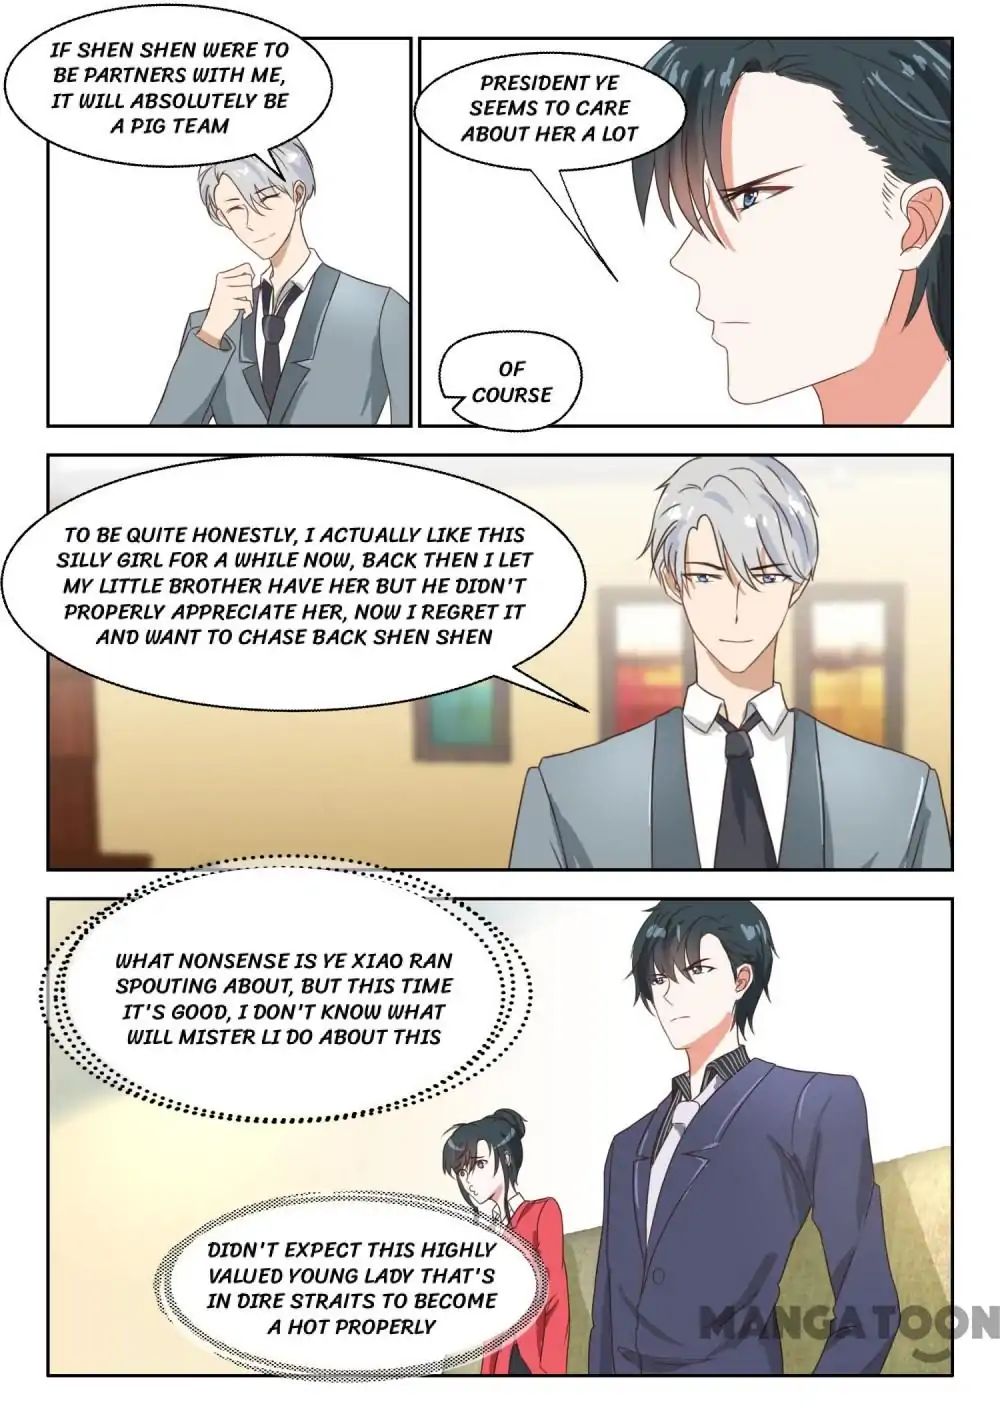 IF SHEN SHEN WERE TO
BE PARTNERS WITH ME,
IT WILL ABSOLUTELY BE
A PIG TEAM
PRESIDENT YE
SEEMS TO CARE
ABOUT HER A LOT
OF
COURSE
TO BE QUITE HONESTLY, I ACTUALLY LIKE THIS
SILLY GIRL FOR A WHILE NOW, BACK THEN I LET
MY LITTLE BROTHER HAVE HER BUT HE DIDN'T
PROPERLY APPRECIATE HER, NOW I REGRET IT
AND WANT TO CHASE BACK SHEN SHEN
WHAT NONSENSE IS YE XIAO RAN
SPOUTING ABOUT, BUT THIS TIME
IT'S GOOD, I DON'T KNOW WHAT
WILL MISTER LI DO ABOUT THIS
DIDN'T EXPECT THIS HIGHLY
VALUED YOUNG LADY THAT'S
IN DIRE STRAITS TO BECOME
A HOT PROPERLY
MANGATOON